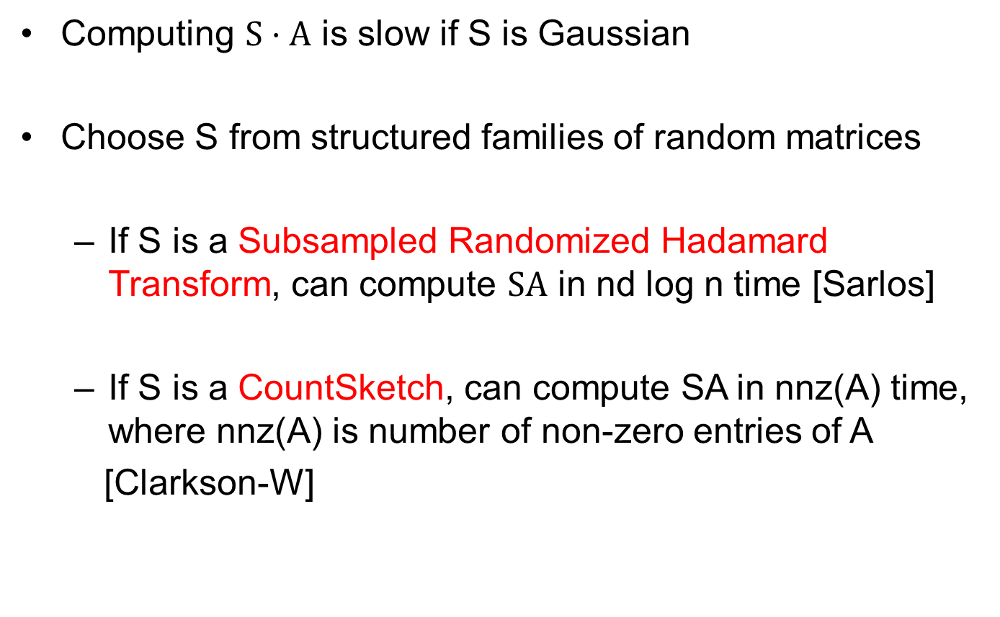 • Computing S · A is slow if S is Gaussian
• Choose S from structured families of random matrices
– If S is a Subsampled Randomized Hadamard
Transform, can compute SA in nd log n time [Sarlos]
– If S is a CountSketch, can compute SA in nnz(A) time,
where nnz(A) is number of non-zero entries of A
[Clarkson-W]